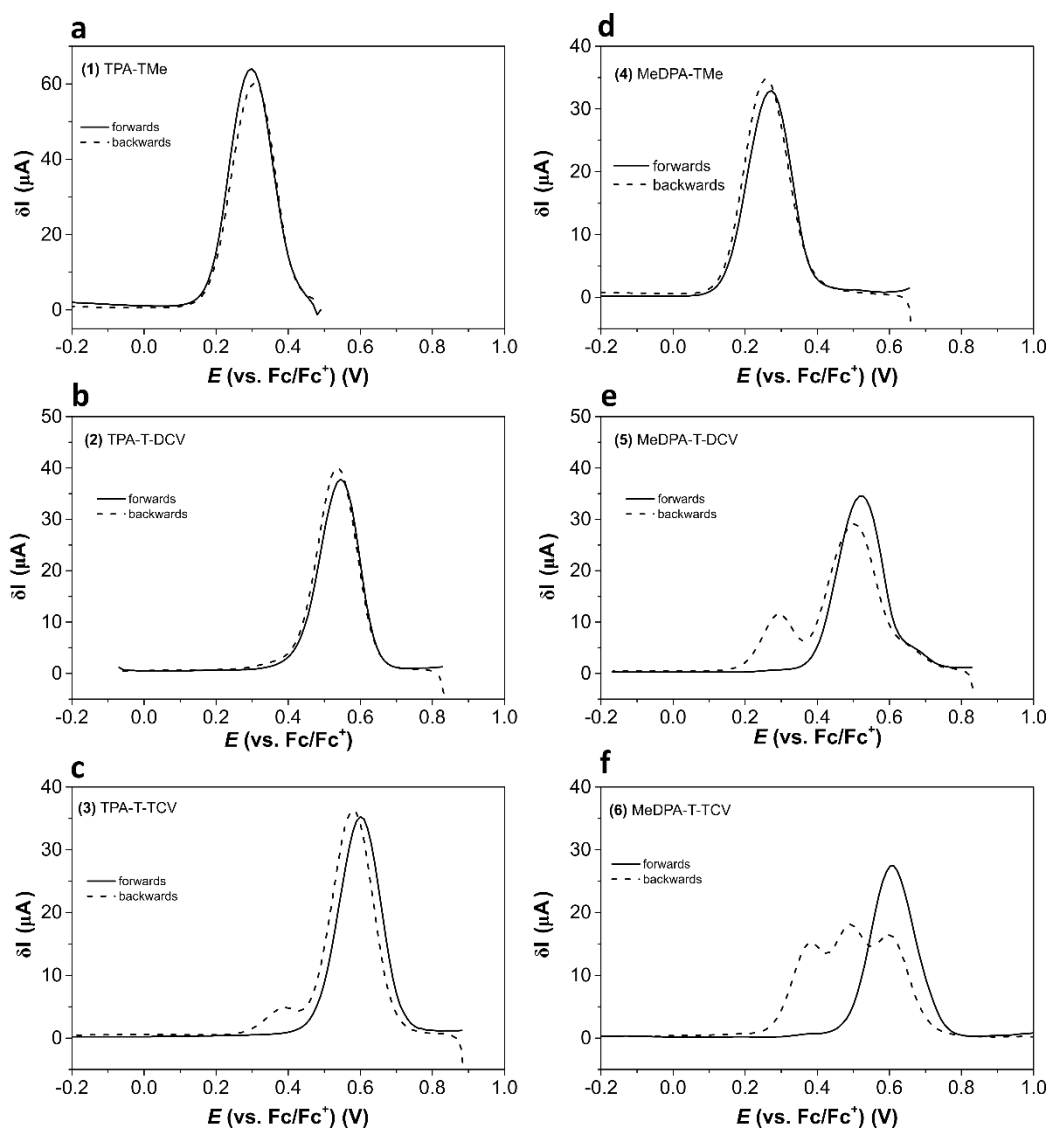 a
(1) TPA-TMe
forwards
backwards
60
40
20
0
δI (µA)
-0.2 0.0 0.2 0.4 0.6 0.8 1.0
E (vs. Fc/Fc⁺) (V)
d
(4) MeDPA-TMe
forwards
backwards
40
30
20
10
0
δI (µA)
-0.2 0.0 0.2 0.4 0.6 0.8 1.0
E (vs. Fc/Fc⁺) (V)
b
(2) TPA-T-DCV
forwards
backwards
50
40
30
20
10
0
δI (µA)
-0.2 0.0 0.2 0.4 0.6 0.8 1.0
E (vs. Fc/Fc⁺)
e
(5) MeDPA-T-DCV
forwards
backwards
50
40
30
20
10
0
δI (µA)
-0.2 0.0 0.2 0.4 0.6 0.8 1.0
E (vs. Fc/Fc⁺)
c
(3) TPA-T-TCV
forwards
backwards
40
30
20
10
0
δI (µA)
-0.2 0.0 0.2 0.4 0.6 0.8 1.0
E (vs. Fc/Fc⁺) (V)
f
(6) MeDPA-T-TCV
forwards
backwards
40
30
20
10
0
δI (µA)
-0.2 0.0 0.2 0.4 0.6 0.8 1.0
E (vs. Fc/Fc⁺) (V)